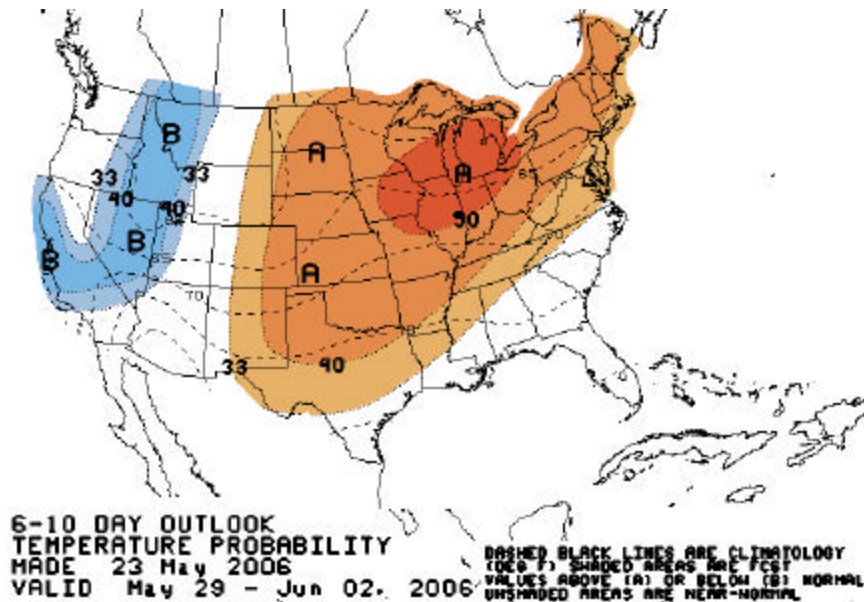 B
A
A
33
33
85
40
40
50
B
B
A
70
33
40
6-10 DAY OUTLOOK
TEMPERATURE PROBABILITY
MADE 23 May 2006
VALID May 29 - Jun 02, 2006
DASHED BLACK LINES ARE CLIMATOLOGY
(DEG F) SHADED AREAS ARE FCST
VALUES ABOVE (A) OR BELOW (B) NORMAL
UNSHADED AREAS ARE NEAR-NORMAL